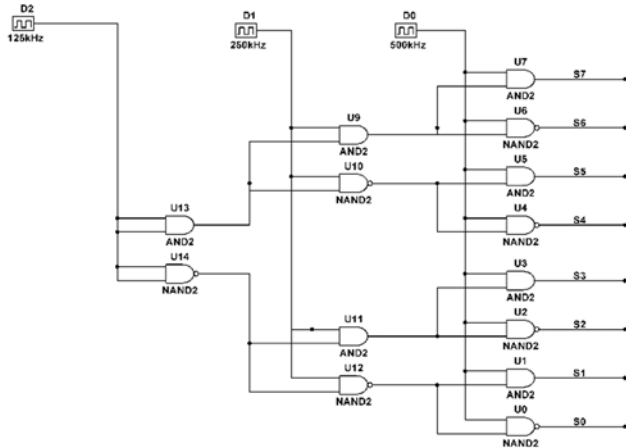 D2
125kHz
D1
250kHz
D0
500kHz
U7
AND2
S7
U6
NAND2
S6
U9
AND2
U10
NAND2
U5
AND2
S5
U4
NAND2
S4
U13
AND2
U14
NAND2
U3
AND2
S3
U11
AND2
U2
NAND2
S2
U12
NAND2
U1
AND2
S1
U0
NAND2
S0